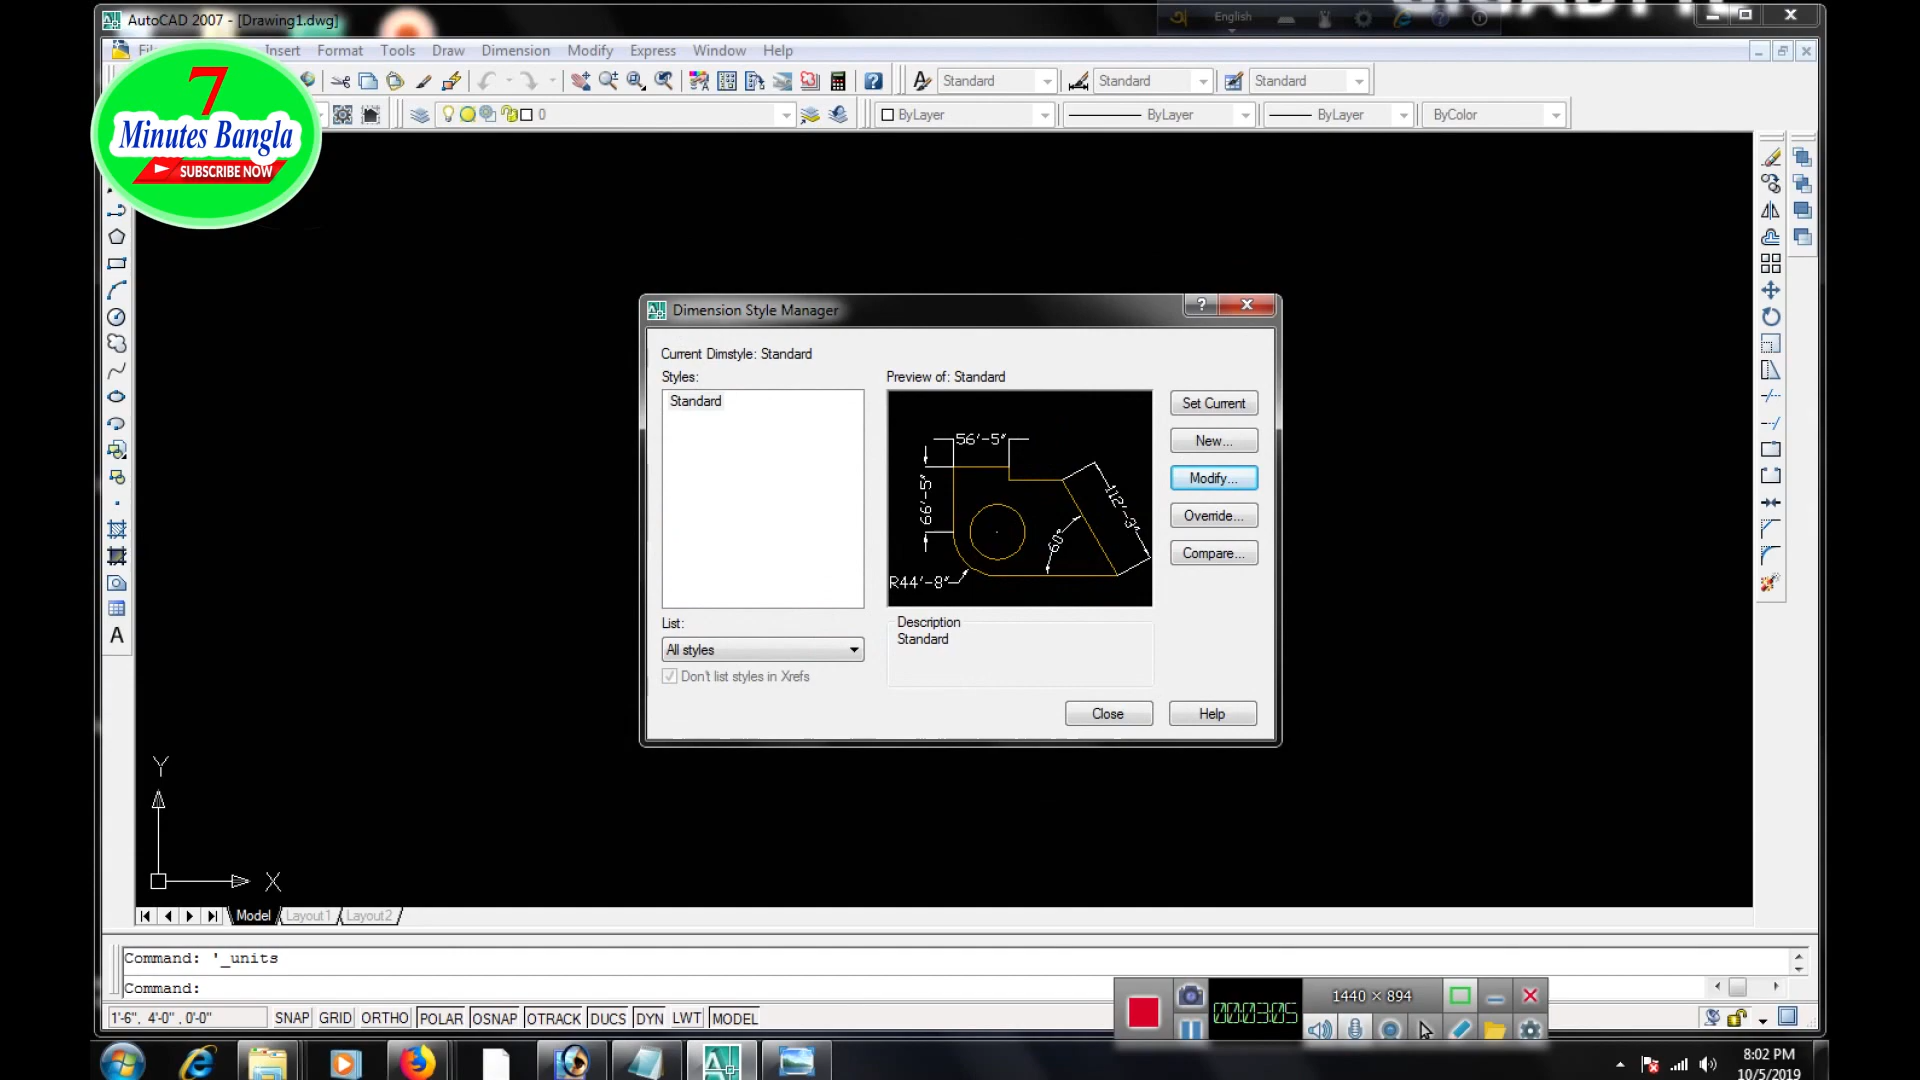 AutoCAD 2007 - [Drawing1.dwg]
English
Insert Format Tools Draw Dimension Modify Express Window Help
Standard Standard Standard
0 ByLayer ByLayer ByLayer ByColor
7
Minutes Bangla
SUBSCRIBE NOW
A
Dimension Style Manager
Current Dimstyle: Standard
Styles:
Standard
Preview of: Standard
56'-5"
66'-5"
112'-3"
60°
R44'-8"
Set Current
New...
Modify...
Override...
Compare...
List:
All styles
Don't list styles in Xrefs
Description
Standard
Close Help
Y
X
Model Layout1 Layout2
Command: '_units
Command:
1440 × 894
00:03:05
1'-6", 4'-0" , 0'-0" SNAP GRID ORTHO POLAR OSNAP OTRACK DUCS DYN LWT MODEL
8:02 PM
10/5/2019